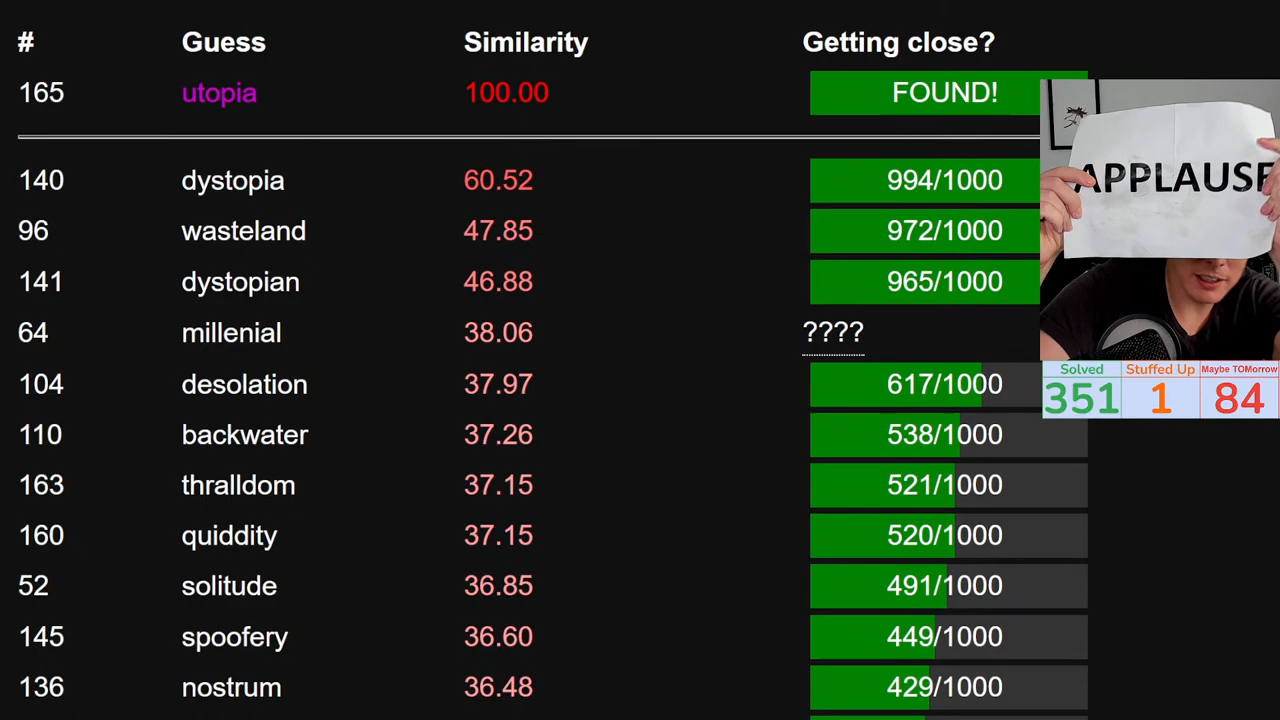 # Guess Similarity Getting close?
165 utopia 100.00 FOUND!
140 dystopia 60.52 994/1000
96 wasteland 47.85 972/1000
141 dystopian 46.88 965/1000
64 millenial 38.06 ????
104 desolation 37.97 617/1000
110 backwater 37.26 538/1000
163 thralldom 37.15 521/1000
160 quiddity 37.15 520/1000
52 solitude 36.85 491/1000
145 spoofery 36.60 449/1000
136 nostrum 36.48 429/1000
APPLAUSE
Solved Stuffed Up Maybe TOMorrow
351 1 84